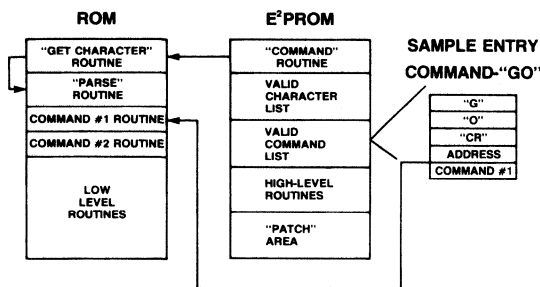 ROM
"GET CHARACTER"
ROUTINE
"PARSE"
ROUTINE
COMMAND #1 ROUTINE
COMMAND #2 ROUTINE
LOW
LEVEL
ROUTINES
E²PROM
"COMMAND"
ROUTINE
VALID
CHARACTER
LIST
VALID
COMMAND
LIST
HIGH-LEVEL
ROUTINES
"PATCH"
AREA
SAMPLE ENTRY
COMMAND-"GO"
"G"
"O"
"CR"
ADDRESS
COMMAND #1